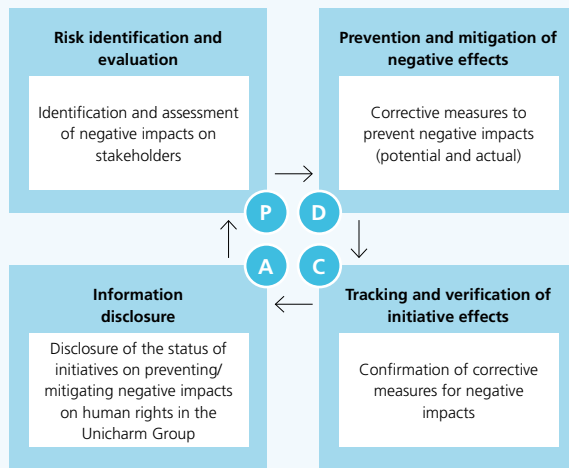 Risk identification and
evaluation
Identification and assessment
of negative impacts on
stakeholders
Prevention and mitigation of
negative effects
Corrective measures to
prevent negative impacts
(potential and actual)
P
D
A
C
Information
disclosure
Disclosure of the status of
initiatives on preventing/
mitigating negative impacts
on human rights in the
Unicharm Group
Tracking and verification of
initiative effects
Confirmation of corrective
measures for negative
impacts